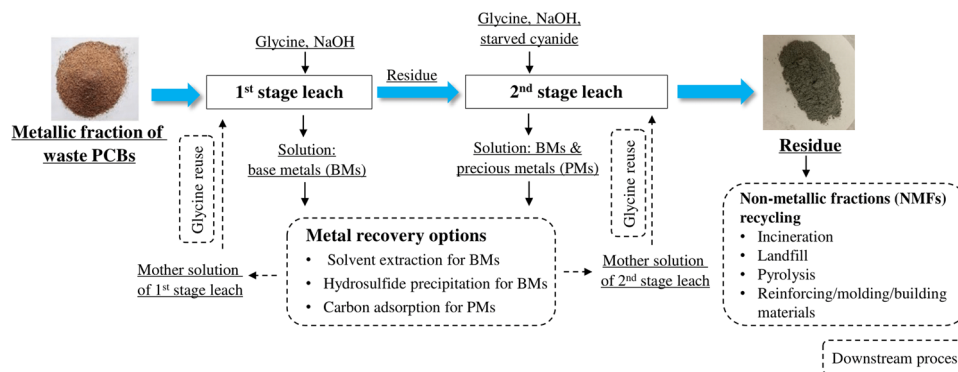 Glycine, NaOH
Glycine, NaOH,
starved cyanide
1st stage leach
Residue
2nd stage leach
Metallic fraction of
waste PCBs
Residue
Glycine reuse
Solution:
base metals (BMs)
Solution: BMs &
precious metals (PMs)
Glycine reuse
Metal recovery options
• Solvent extraction for BMs
• Hydrosulfide precipitation for BMs
• Carbon adsorption for PMs
Mother solution
of 1st stage leach
Mother solution
of 2nd stage leach
Non-metallic fractions (NMFs)
recycling
• Incineration
• Landfill
• Pyrolysis
• Reinforcing/molding/building
materials
Downstream proces